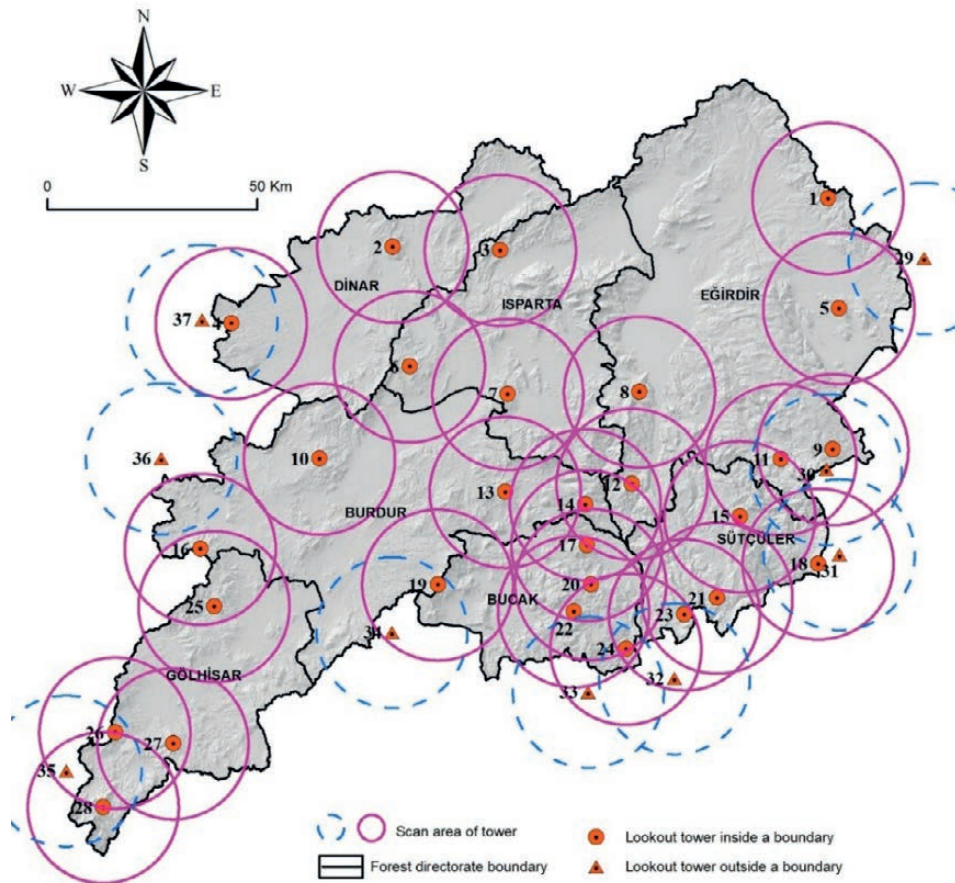 N
W E
S
0 50 Km
1
2
3
29
DİNAR
ISPARTA
EĞİRDİR
5
37
4
6
7
8
36
10
9
11
30
12
13
14
BURDUR
15
SÜTÇÜLER
16
17
18
31
19
20
BUCAK
21
25
22
23
34
24
GÖLHİSAR
32
33
26
27
35
28
Scan area of tower
Lookout tower inside a boundary
Forest directorate boundary
Lookout tower outside a boundary